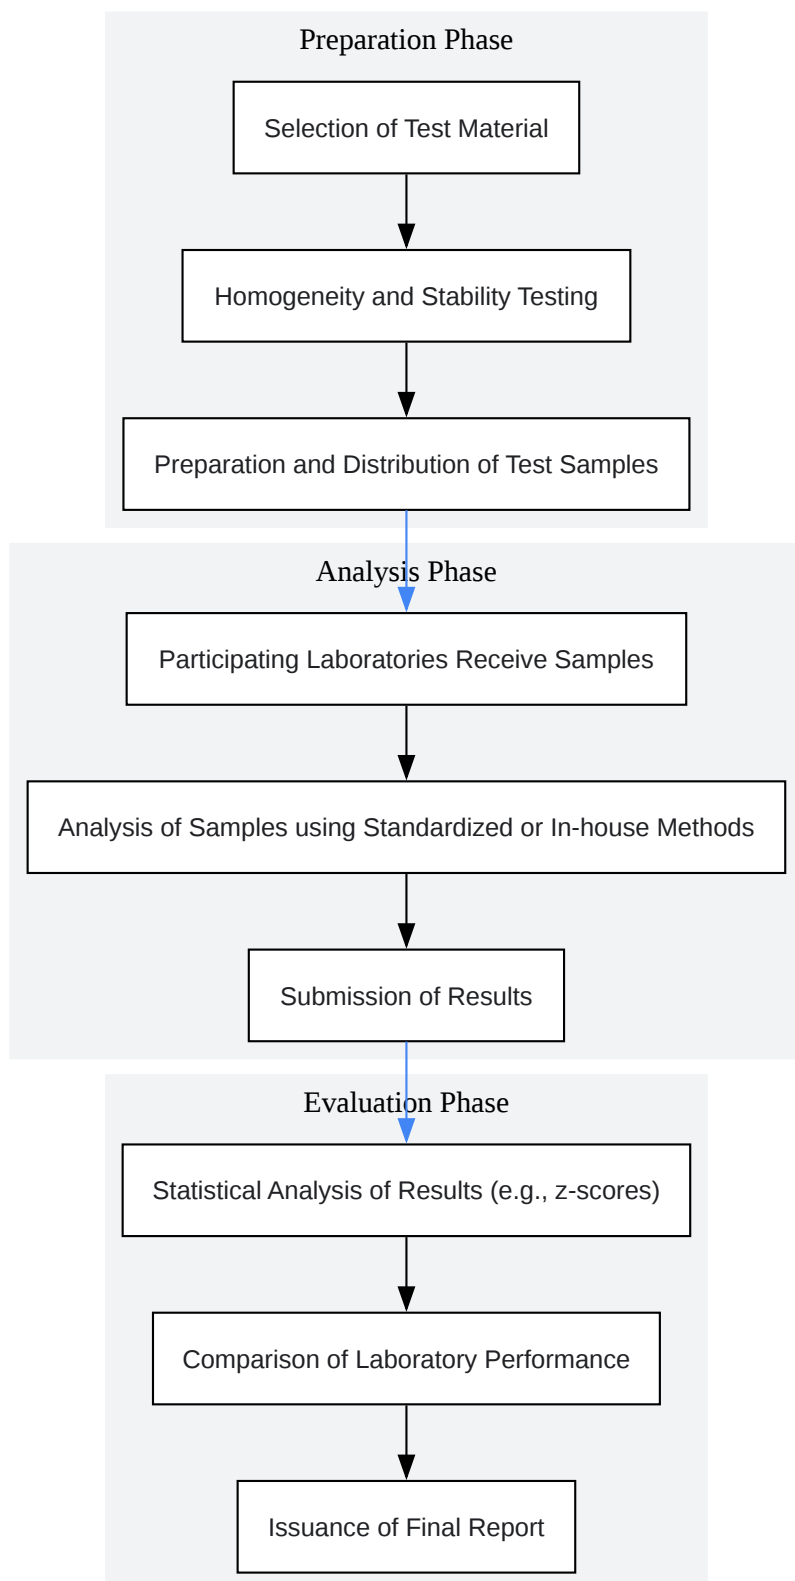 Preparation Phase
Selection of Test Material
Homogeneity and Stability Testing
Preparation and Distribution of Test Samples
Analysis Phase
Participating Laboratories Receive Samples
Analysis of Samples using Standardized or In-house Methods
Submission of Results
Evaluation Phase
Statistical Analysis of Results (e.g., z-scores)
Comparison of Laboratory Performance
Issuance of Final Report